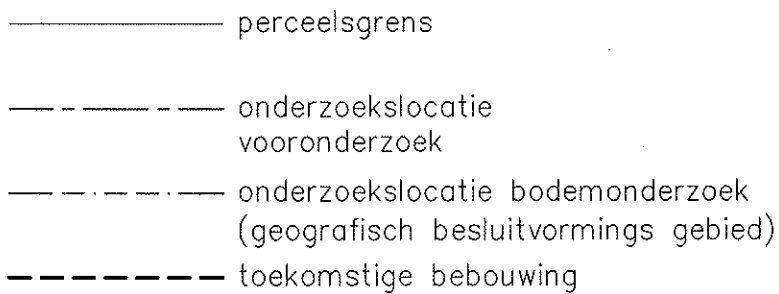 perceelsgrens
onderzoekslocatie
vooronderzoek
onderzoekslocatie bodemonderzoek
(geografisch besluitvormings gebied)
toekomstige bebouwing